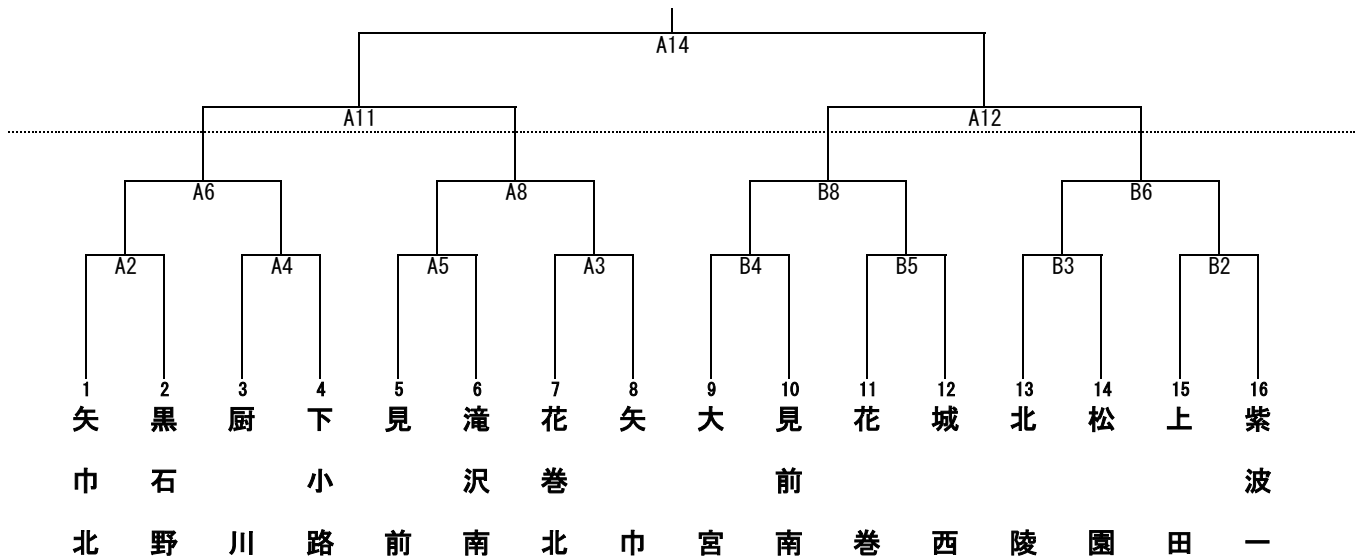 A14
A11 A12
A6 A8 B8 B6
A2 A4 A5 A3 B4 B5 B3 B2
1 2 3 4 5 6 7 8 9 10 11 12 13 14 15 16
矢巾北
黒石野
厨川
下小路
見前
滝沢南
花巻北
矢巾
大宮
見前南
花巻
城西
北陵
松園
上田
紫波一